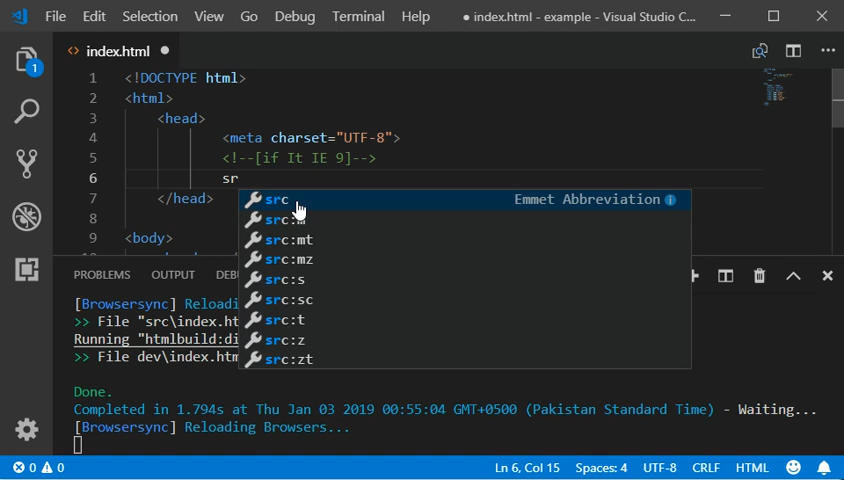 File Edit Selection View Go Debug Terminal Help ● index.html - example - Visual Studio C...
<> index.html ●
1 <!DOCTYPE html>
2 <html>
3 <head>
4 <meta charset="UTF-8">
5 <!--[if It IE 9]-->
6 sr
7 </head>
8
9 <body>
src Emmet Abbreviation
src:m
src:mt
src:mz
src:s
src:sc
src:t
src:z
src:zt
1
PROBLEMS OUTPUT DEBU
[Browsersync] Reloadi
>> File "src\index.ht
Running "htmlbuild:di
>> File dev\index.htm
Done.
Completed in 1.794s at Thu Jan 03 2019 00:55:04 GMT+0500 (Pakistan Standard Time) - Waiting...
[Browsersync] Reloading Browsers...
0 0 Ln 6, Col 15 Spaces: 4 UTF-8 CRLF HTML